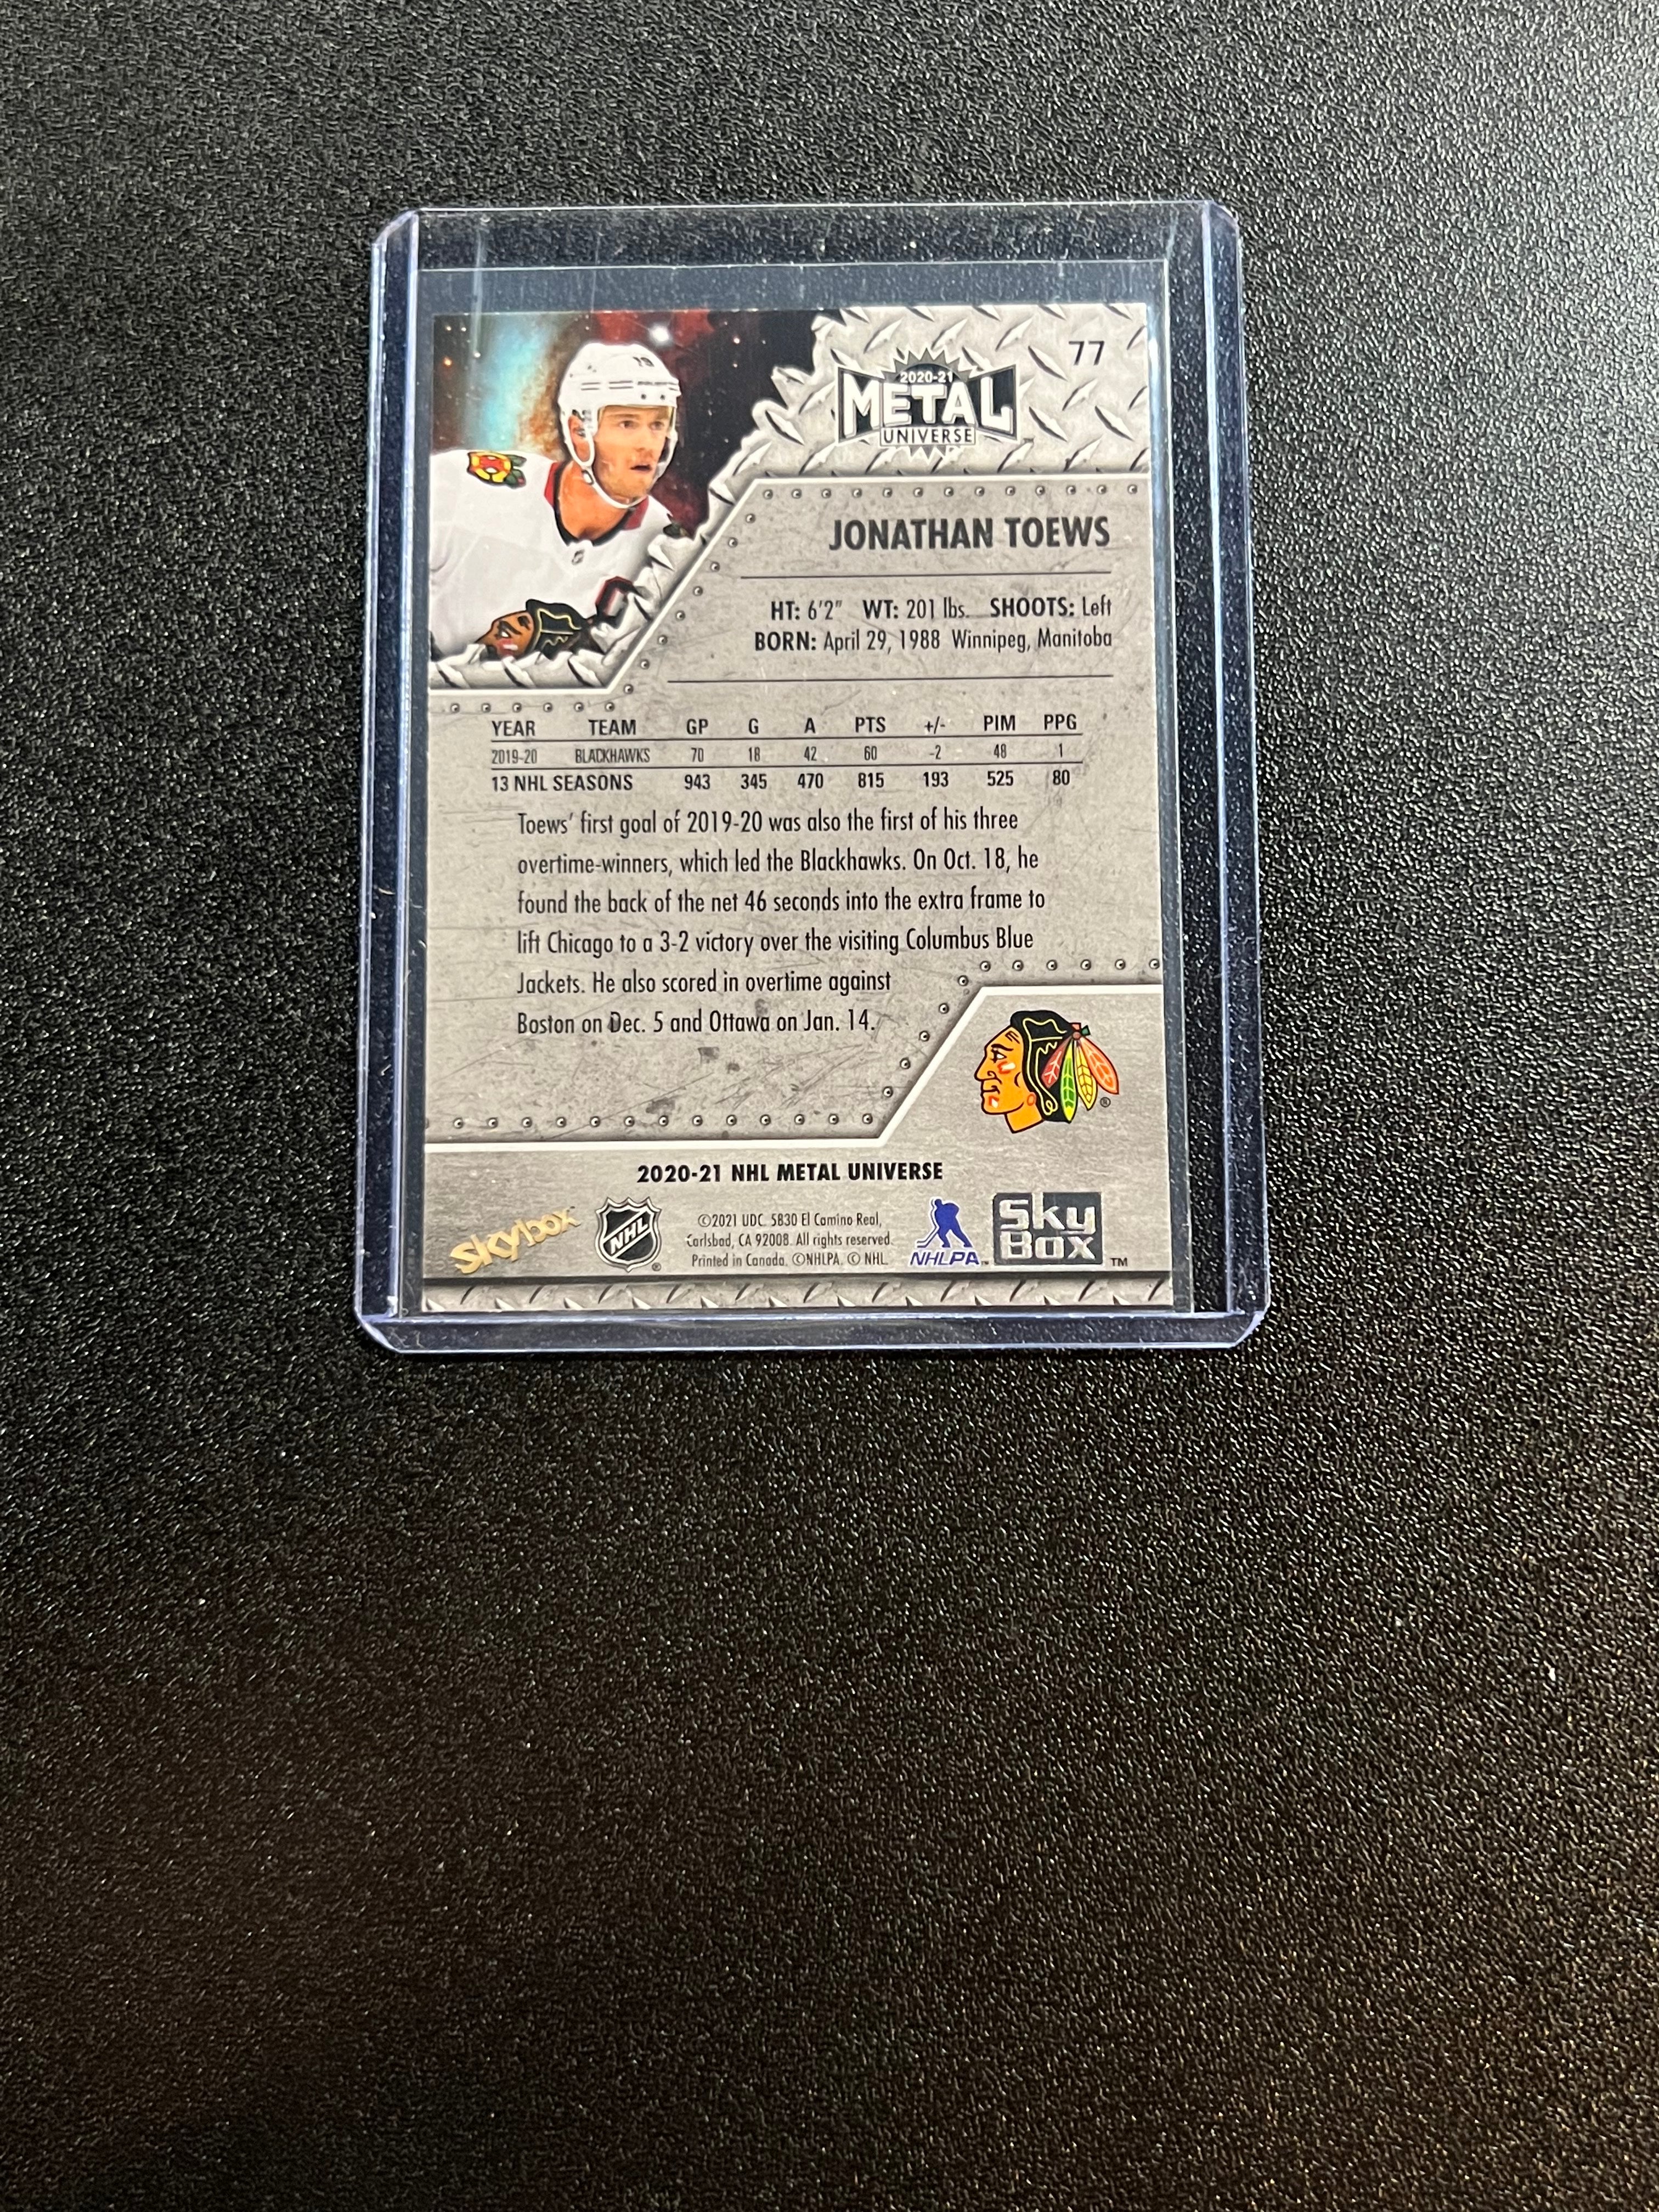 77
2020-21
METAL
UNIVERSE
19
C
JONATHAN TOEWS
HT: 6'2" WT: 201 lbs. SHOOTS: Left
BORN: April 29, 1988 Winnipeg, Manitoba
YEAR TEAM GP G A PTS +/- PIM PPG
2019-20 BLACKHAWKS 70 18 42 60 -2 48 1
13 NHL SEASONS 943 345 470 815 193 525 80
Toews' first goal of 2019-20 was also the first of his three
overtime-winners, which led the Blackhawks. On Oct. 18, he
found the back of the net 46 seconds into the extra frame to
lift Chicago to a 3-2 victory over the visiting Columbus Blue
Jackets. He also scored in overtime against
Boston on Dec. 5 and Ottawa on Jan. 14.
®
2020-21 NHL METAL UNIVERSE
skybox
NHL ®
©2021 UDC. 5830 El Camino Real,
Carlsbad, CA 92008. All rights reserved.
Printed in Canada. ©NHLPA. © NHL.
NHLPA™
SkyBox ™